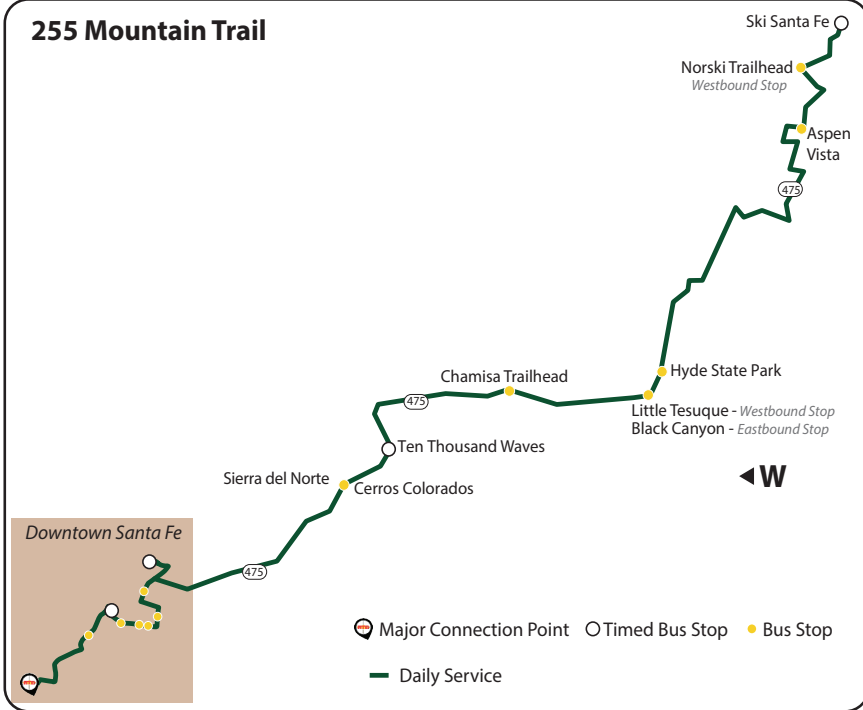 255 Mountain Trail
Ski Santa Fe
Norski Trailhead
Westbound Stop
Aspen
Vista
475
Hyde State Park
Chamisa Trailhead
475
Little Tesuque - Westbound Stop
Black Canyon - Eastbound Stop
Ten Thousand Waves
W
Sierra del Norte
Cerros Colorados
Downtown Santa Fe
475
Major Connection Point
Timed Bus Stop
Bus Stop
Daily Service